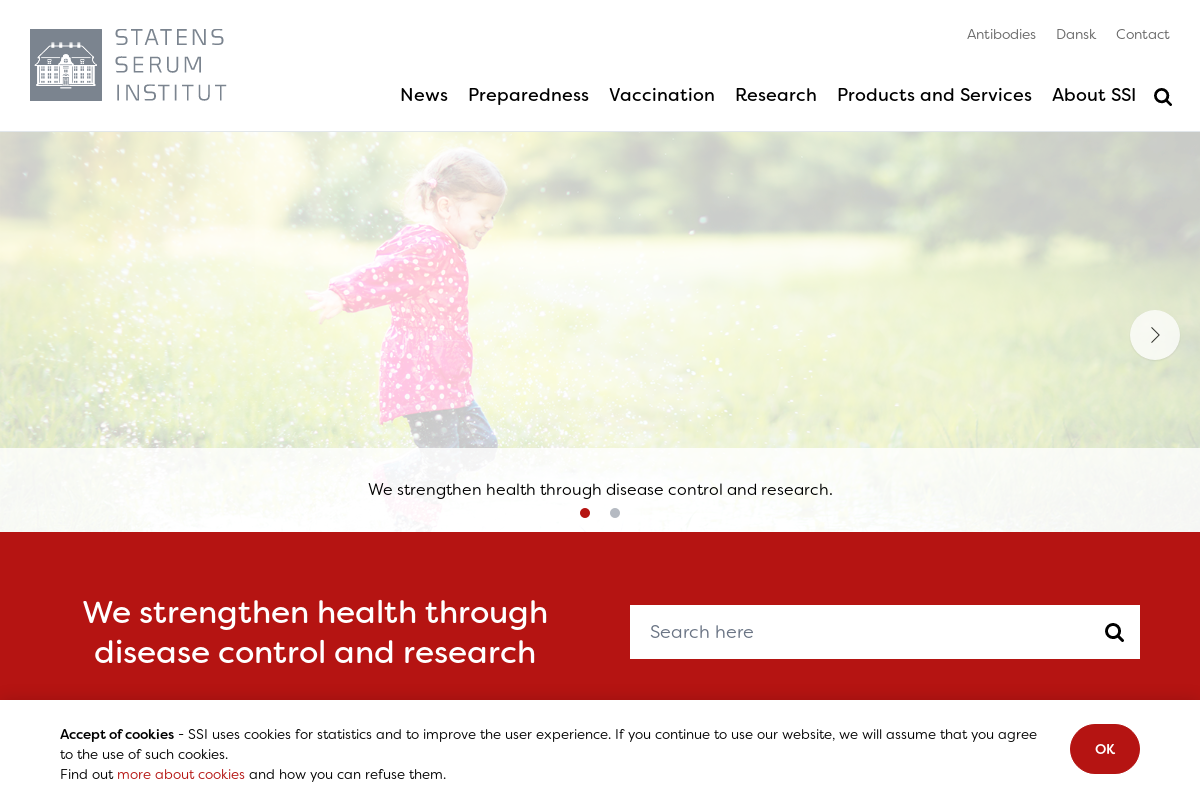 STATENS
SERUM
INSTITUT
Antibodies Dansk Contact
News Preparedness Vaccination Research Products and Services About SSI
We strengthen health through disease control and research.
We strengthen health through
disease control and research
Search here
Accept of cookies - SSI uses cookies for statistics and to improve the user experience. If you continue to use our website, we will assume that you agree
to the use of such cookies.
Find out more about cookies and how you can refuse them.
OK